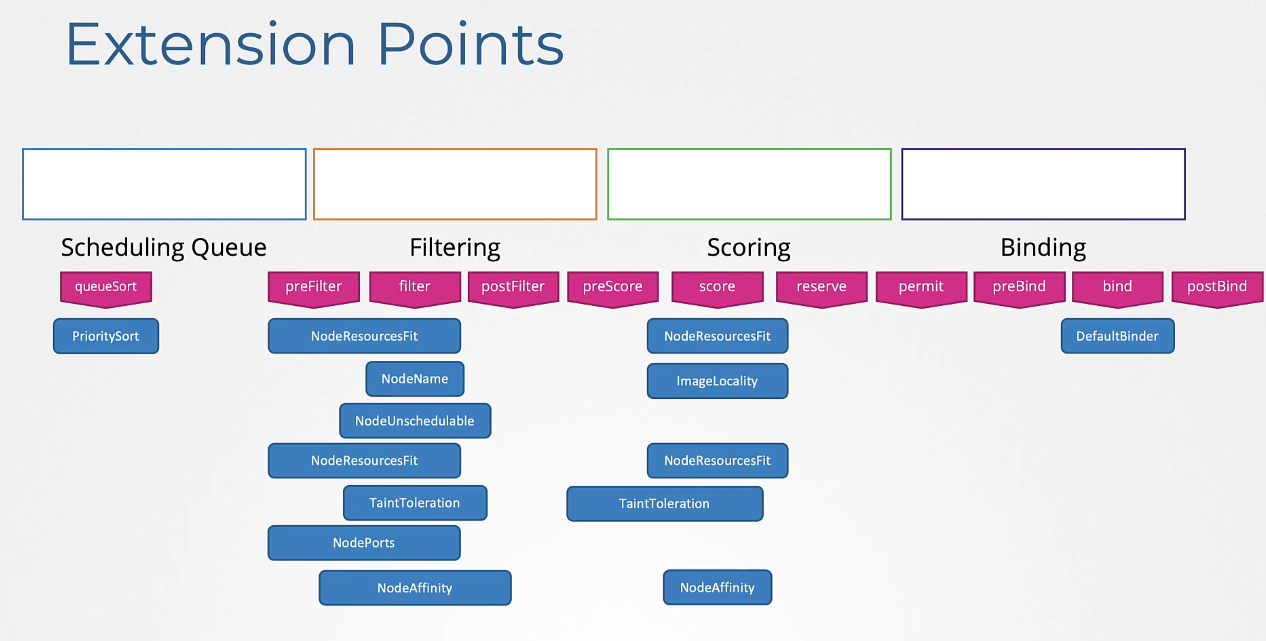 Extension Points
Scheduling Queue Filtering Scoring Binding
queueSort preFilter filter postFilter preScore score reserve permit preBind bind postBind
PrioritySort NodeResourcesFit NodeResourcesFit DefaultBinder
NodeName ImageLocality
NodeUnschedulable
NodeResourcesFit NodeResourcesFit
TaintToleration TaintToleration
NodePorts
NodeAffinity NodeAffinity